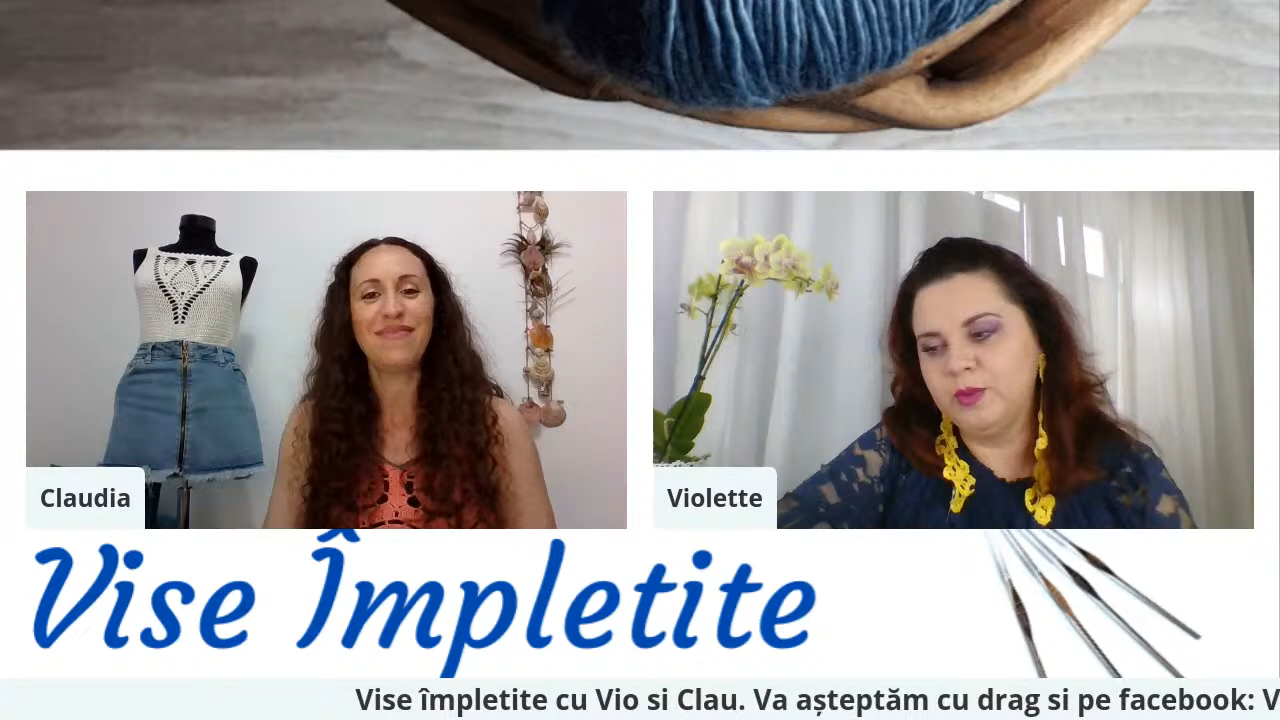 Claudia
Violette
Vise Împletite
Vise împletite cu Vio si Clau. Va așteptăm cu drag si pe facebook: V